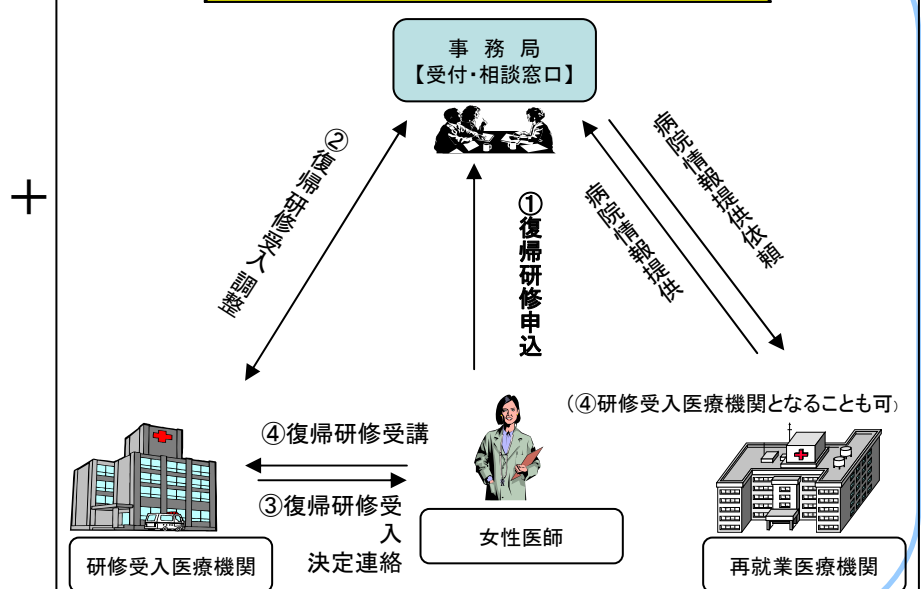 事 務 局
【受付・相談窓口】
②復帰研修受入調整
①復帰研修申込
病院情報提供
病院情報提供依頼
＋
（④研修受入医療機関となることも可）
④復帰研修受講
③復帰研修受
入
決定連絡
女性医師
研修受入医療機関
再就業医療機関